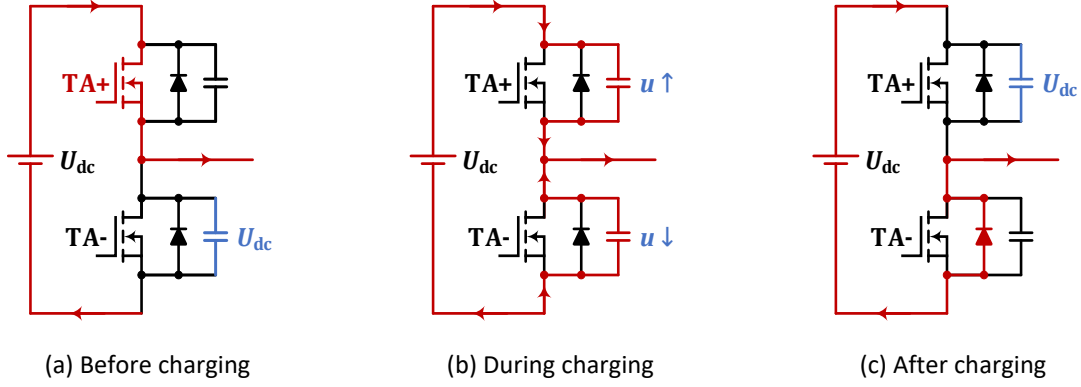 TA+
U_dc
TA-
U_dc
(a) Before charging
TA+
u ↑
U_dc
TA-
u ↓
(b) During charging
TA+
U_dc
U_dc
TA-
(c) After charging